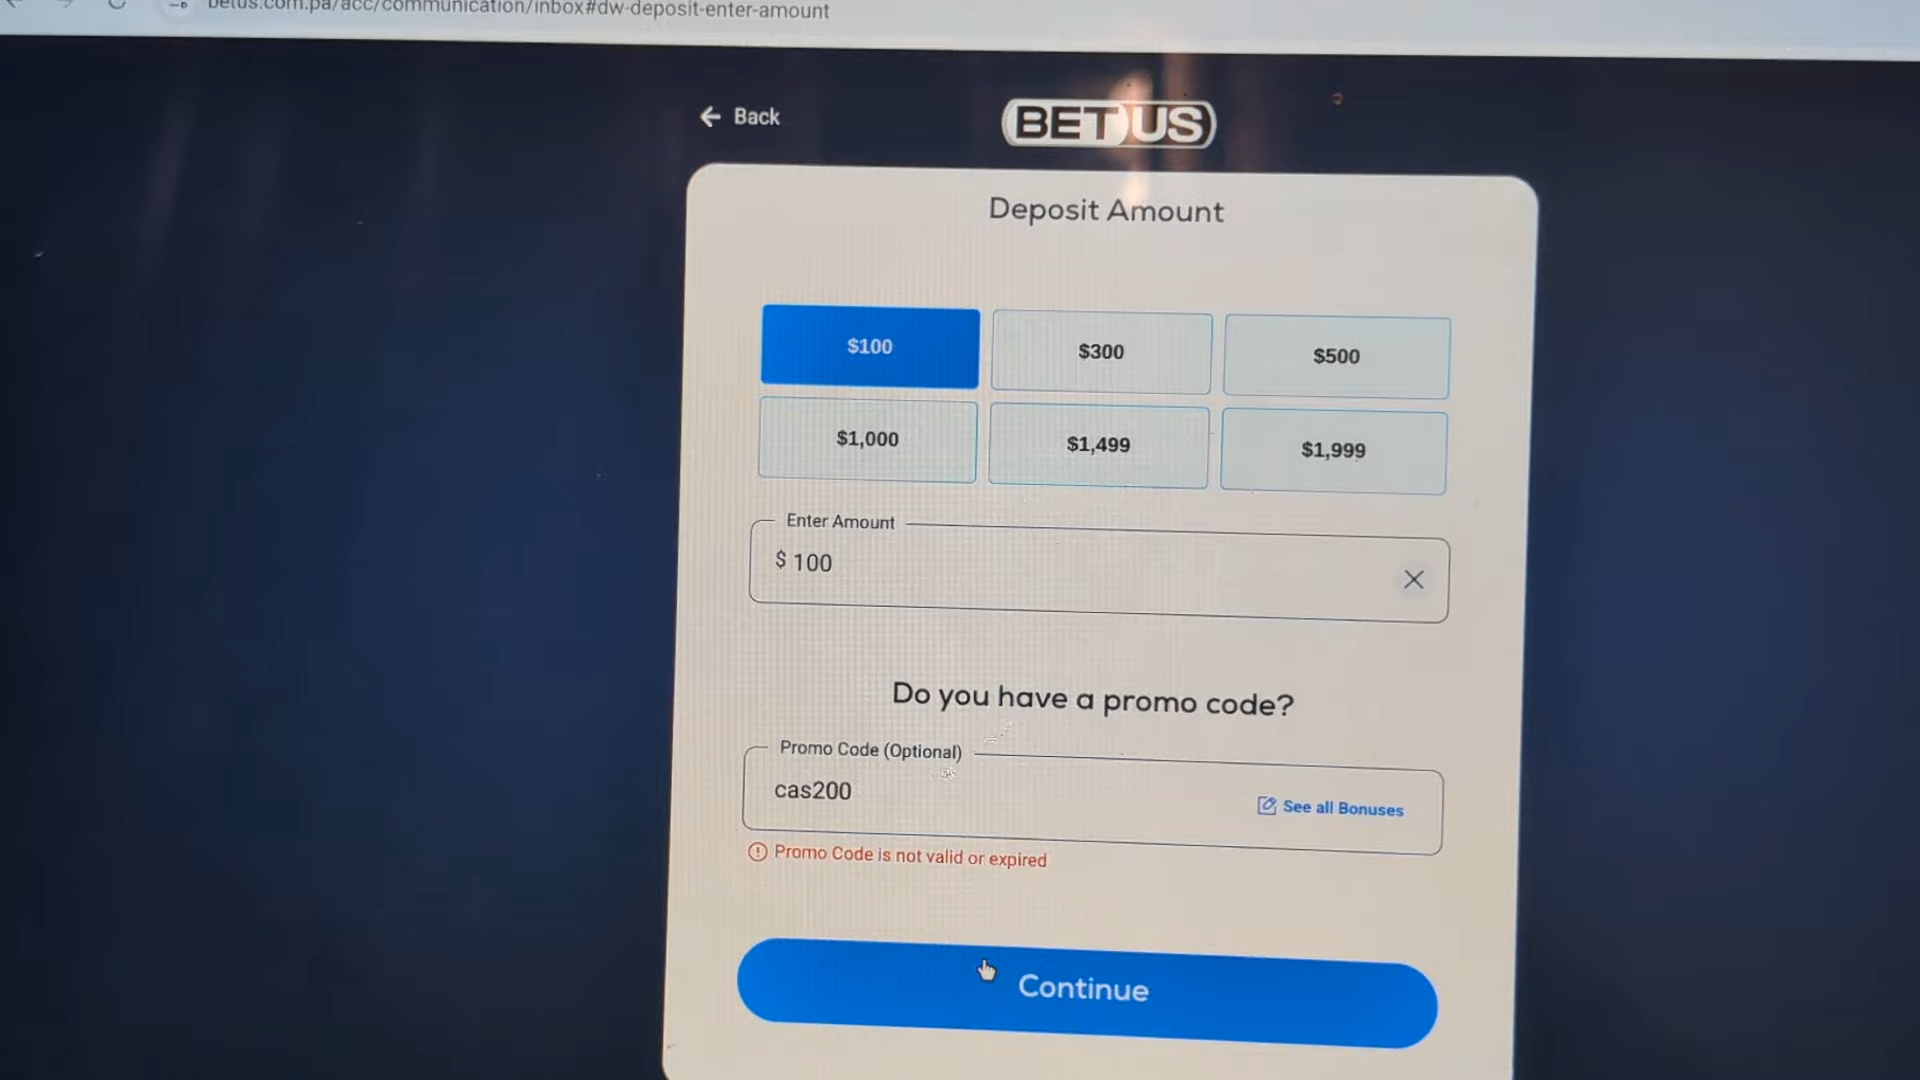 betus.com.pa/acc/communication/inbox#dw-deposit-enter-amount
Back
BETUS
Deposit Amount
$100
$300
$500
$1,000
$1,499
$1,999
Enter Amount
$ 100
Do you have a promo code?
Promo Code (Optional)
cas200
See all Bonuses
Promo Code is not valid or expired
Continue